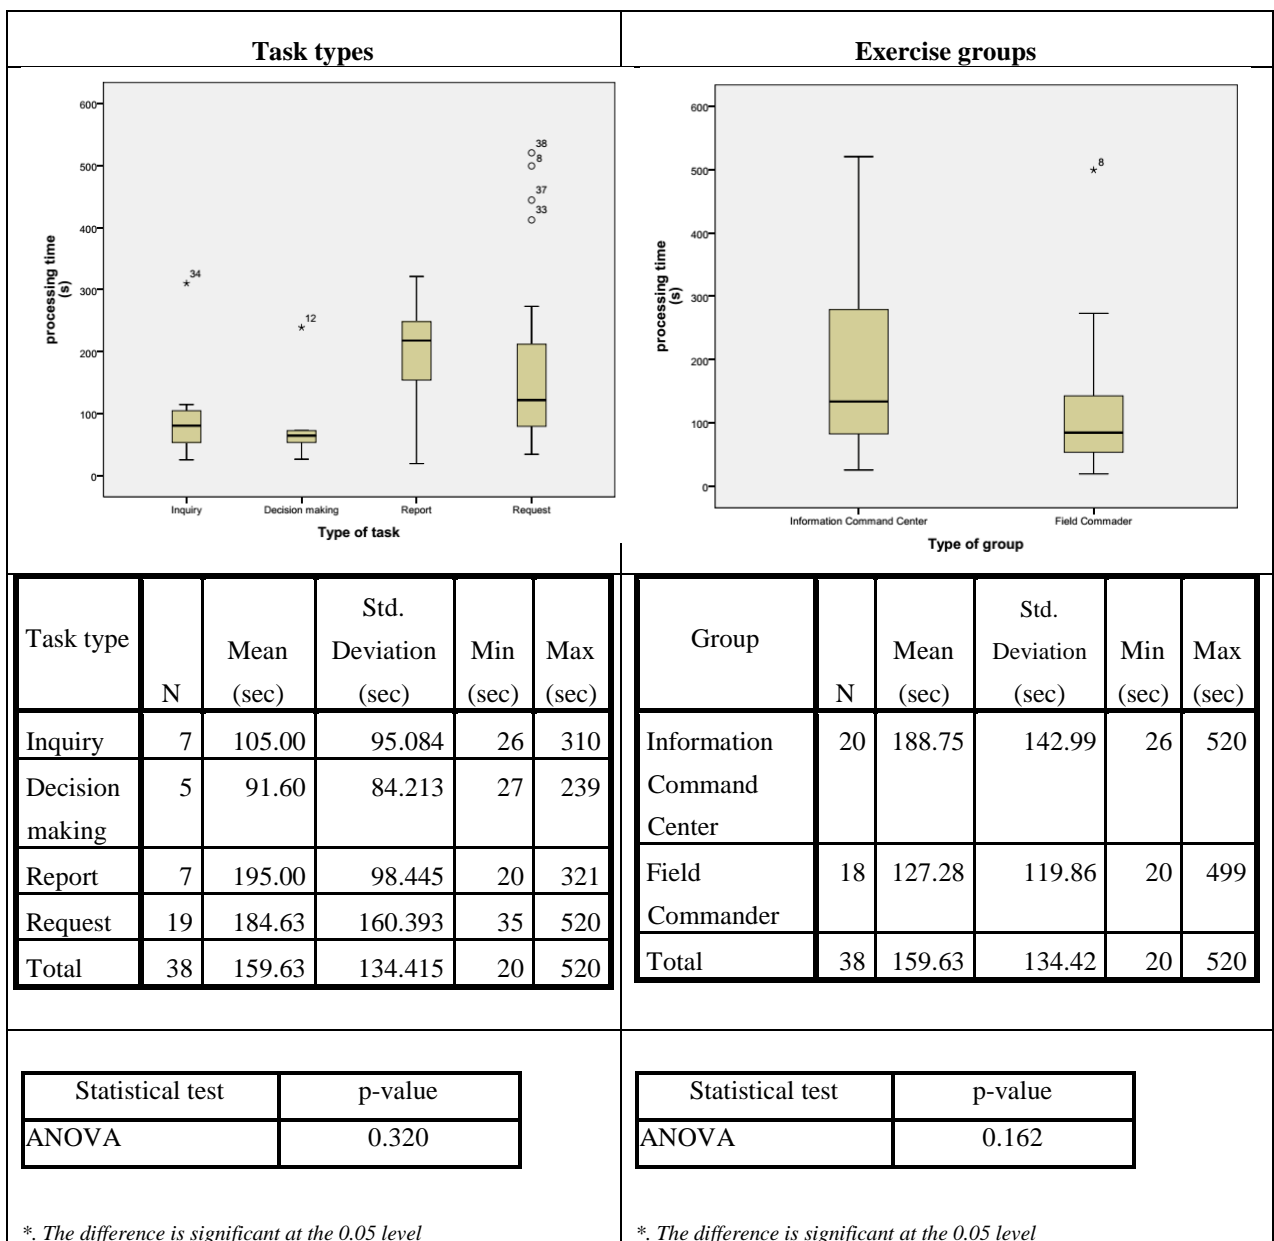 Task types
Exercise groups
600
500
400
300
200
100
0
processing time
(s)
34
12
38
8
37
33
Inquiry
Decision making
Report
Request
Type of task
600
500
400
300
200
100
0
processing time
(s)
8
Information Command Center
Field Commader
Type of group
Task type N Mean (sec) Std. Deviation (sec) Min (sec) Max (sec)
Inquiry 7 105.00 95.084 26 310
Decision making 5 91.60 84.213 27 239
Report 7 195.00 98.445 20 321
Request 19 184.63 160.393 35 520
Total 38 159.63 134.415 20 520
Group N Mean (sec) Std. Deviation (sec) Min (sec) Max (sec)
Information Command Center 20 188.75 142.99 26 520
Field Commander 18 127.28 119.86 20 499
Total 38 159.63 134.42 20 520
Statistical test p-value
ANOVA 0.320
*. The difference is significant at the 0.05 level
Statistical test p-value
ANOVA 0.162
*. The difference is significant at the 0.05 level